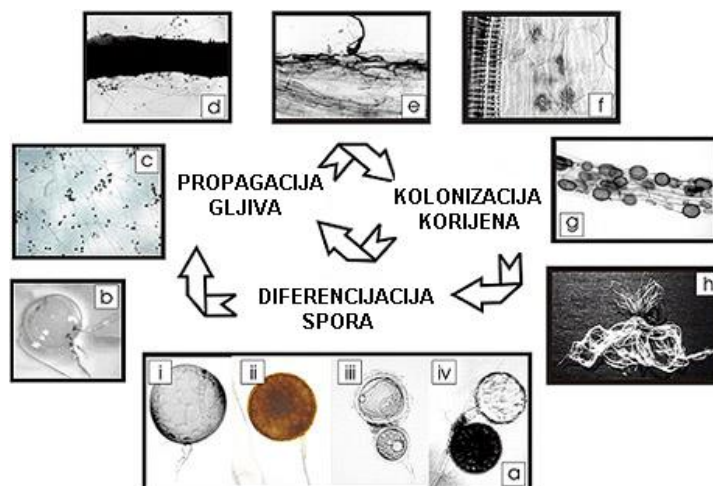 d
e
f
c
PROPAGACIJA
GLJIVA
KOLONIZACIJA
KORIJENA
g
b
DIFERENCIJACIJA
SPORA
h
i
ii
iii
iv
a